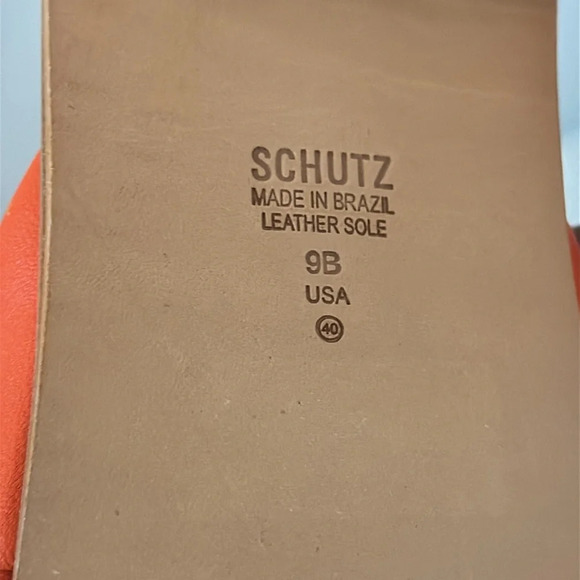 SCHUTZ
MADE IN BRAZIL
LEATHER SOLE
9B
USA
40